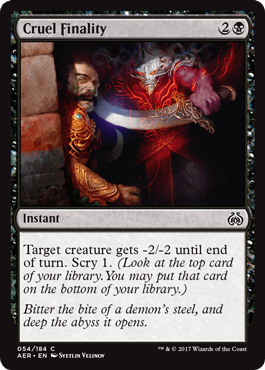 Cruel Finality 2
Instant
Target creature gets -2/-2 until end
of turn. Scry 1. (Look at the top card
of your library. You may put that card
on the bottom of your library.)
Bitter the bite of a demon's steel, and
deep the abyss it opens.
054/184 C
AER • EN Svetlin Velinov
™ & © 2017 Wizards of the Coast